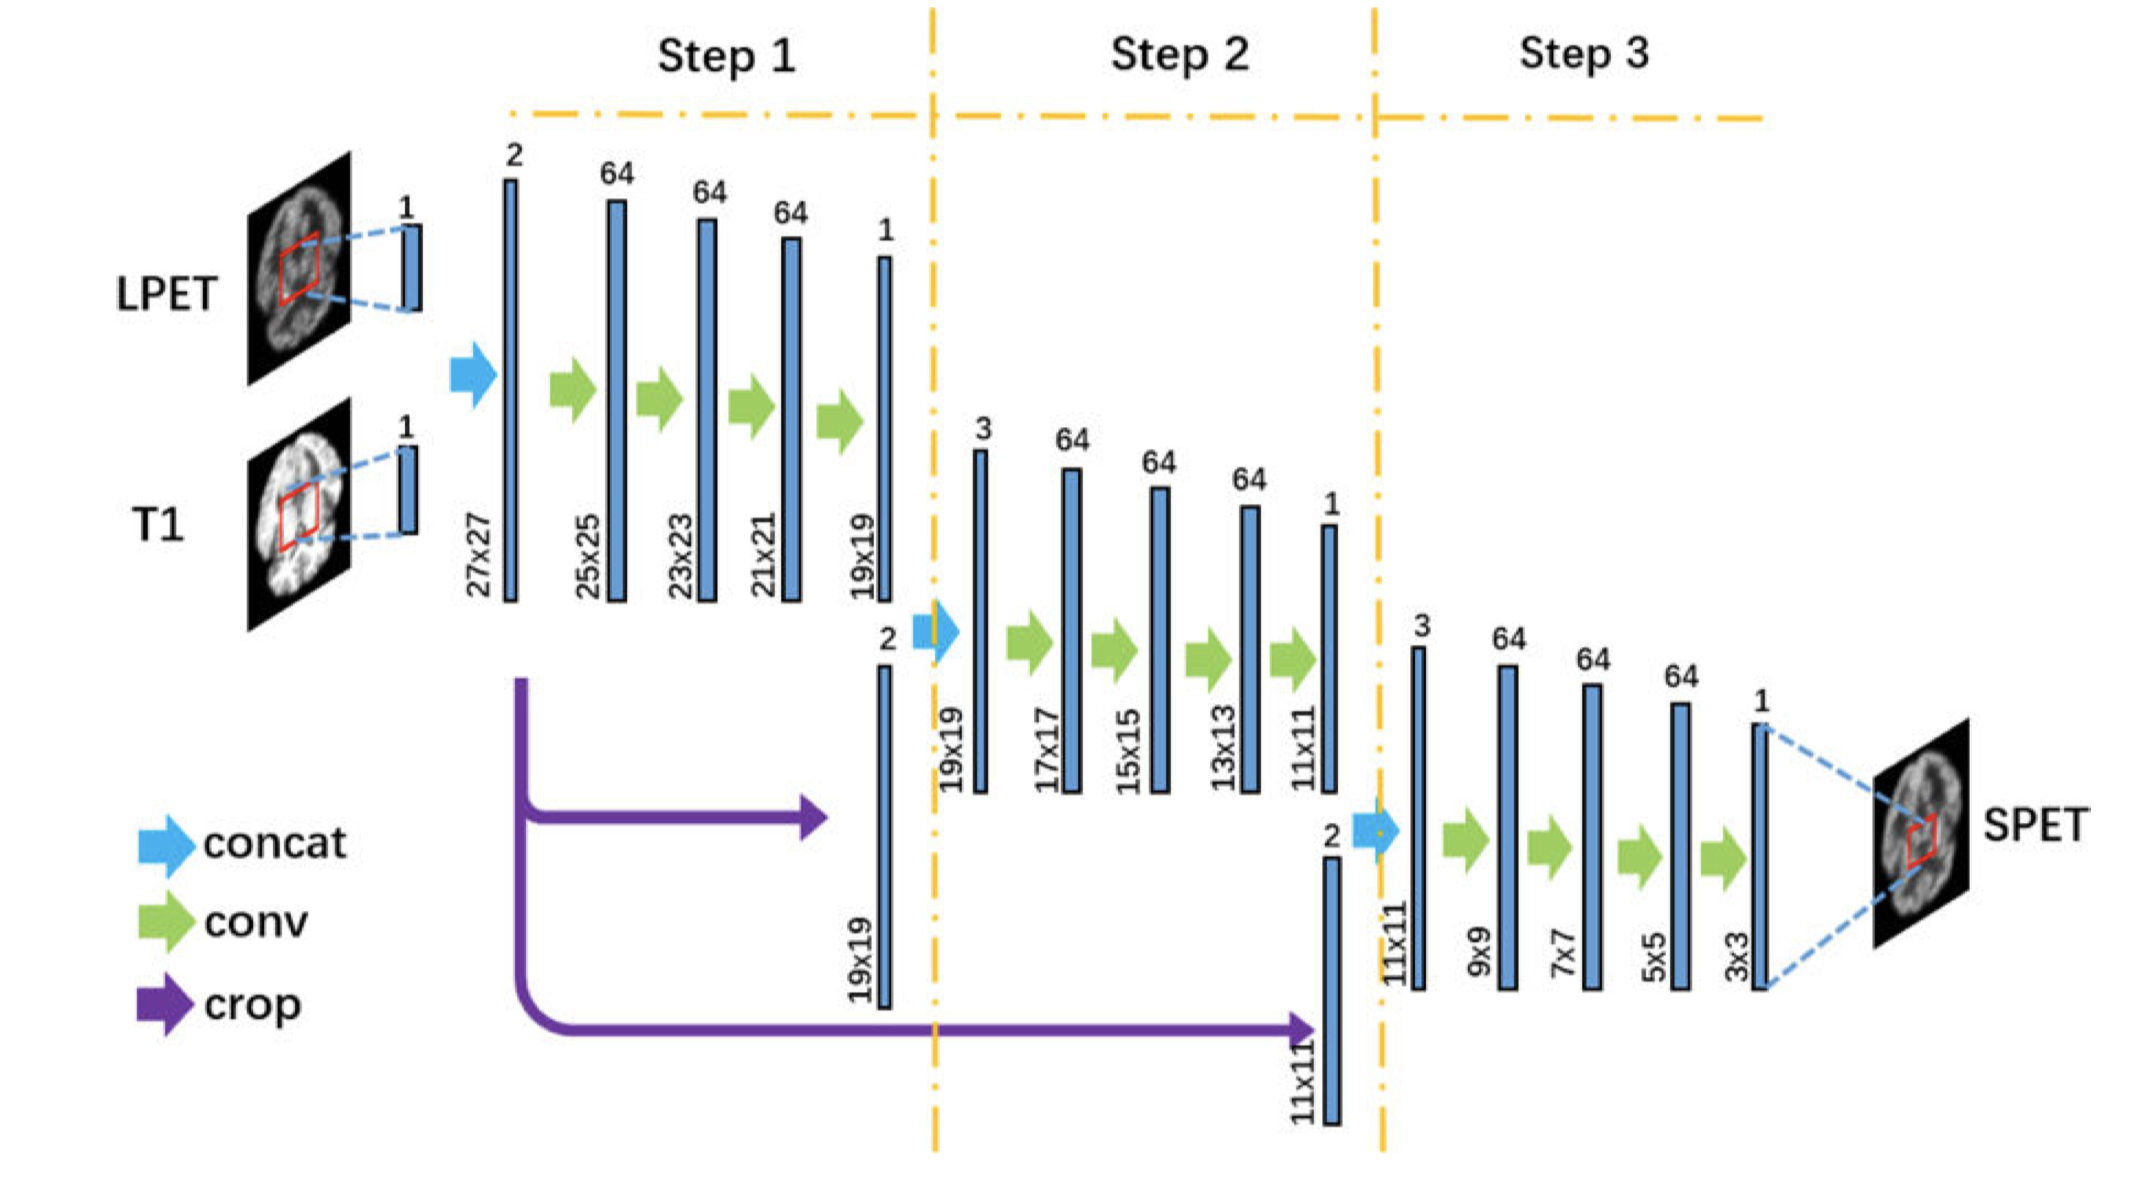 Step 1
Step 2
Step 3
LPET
1
T1
1
2
27x27
64
25x25
64
23x23
64
21x21
1
19x19
2
19x19
3
19x19
64
17x17
64
15x15
64
13x13
1
11x11
2
11x11
3
11x11
64
9x9
64
7x7
64
5x5
1
3x3
SPET
concat
conv
crop